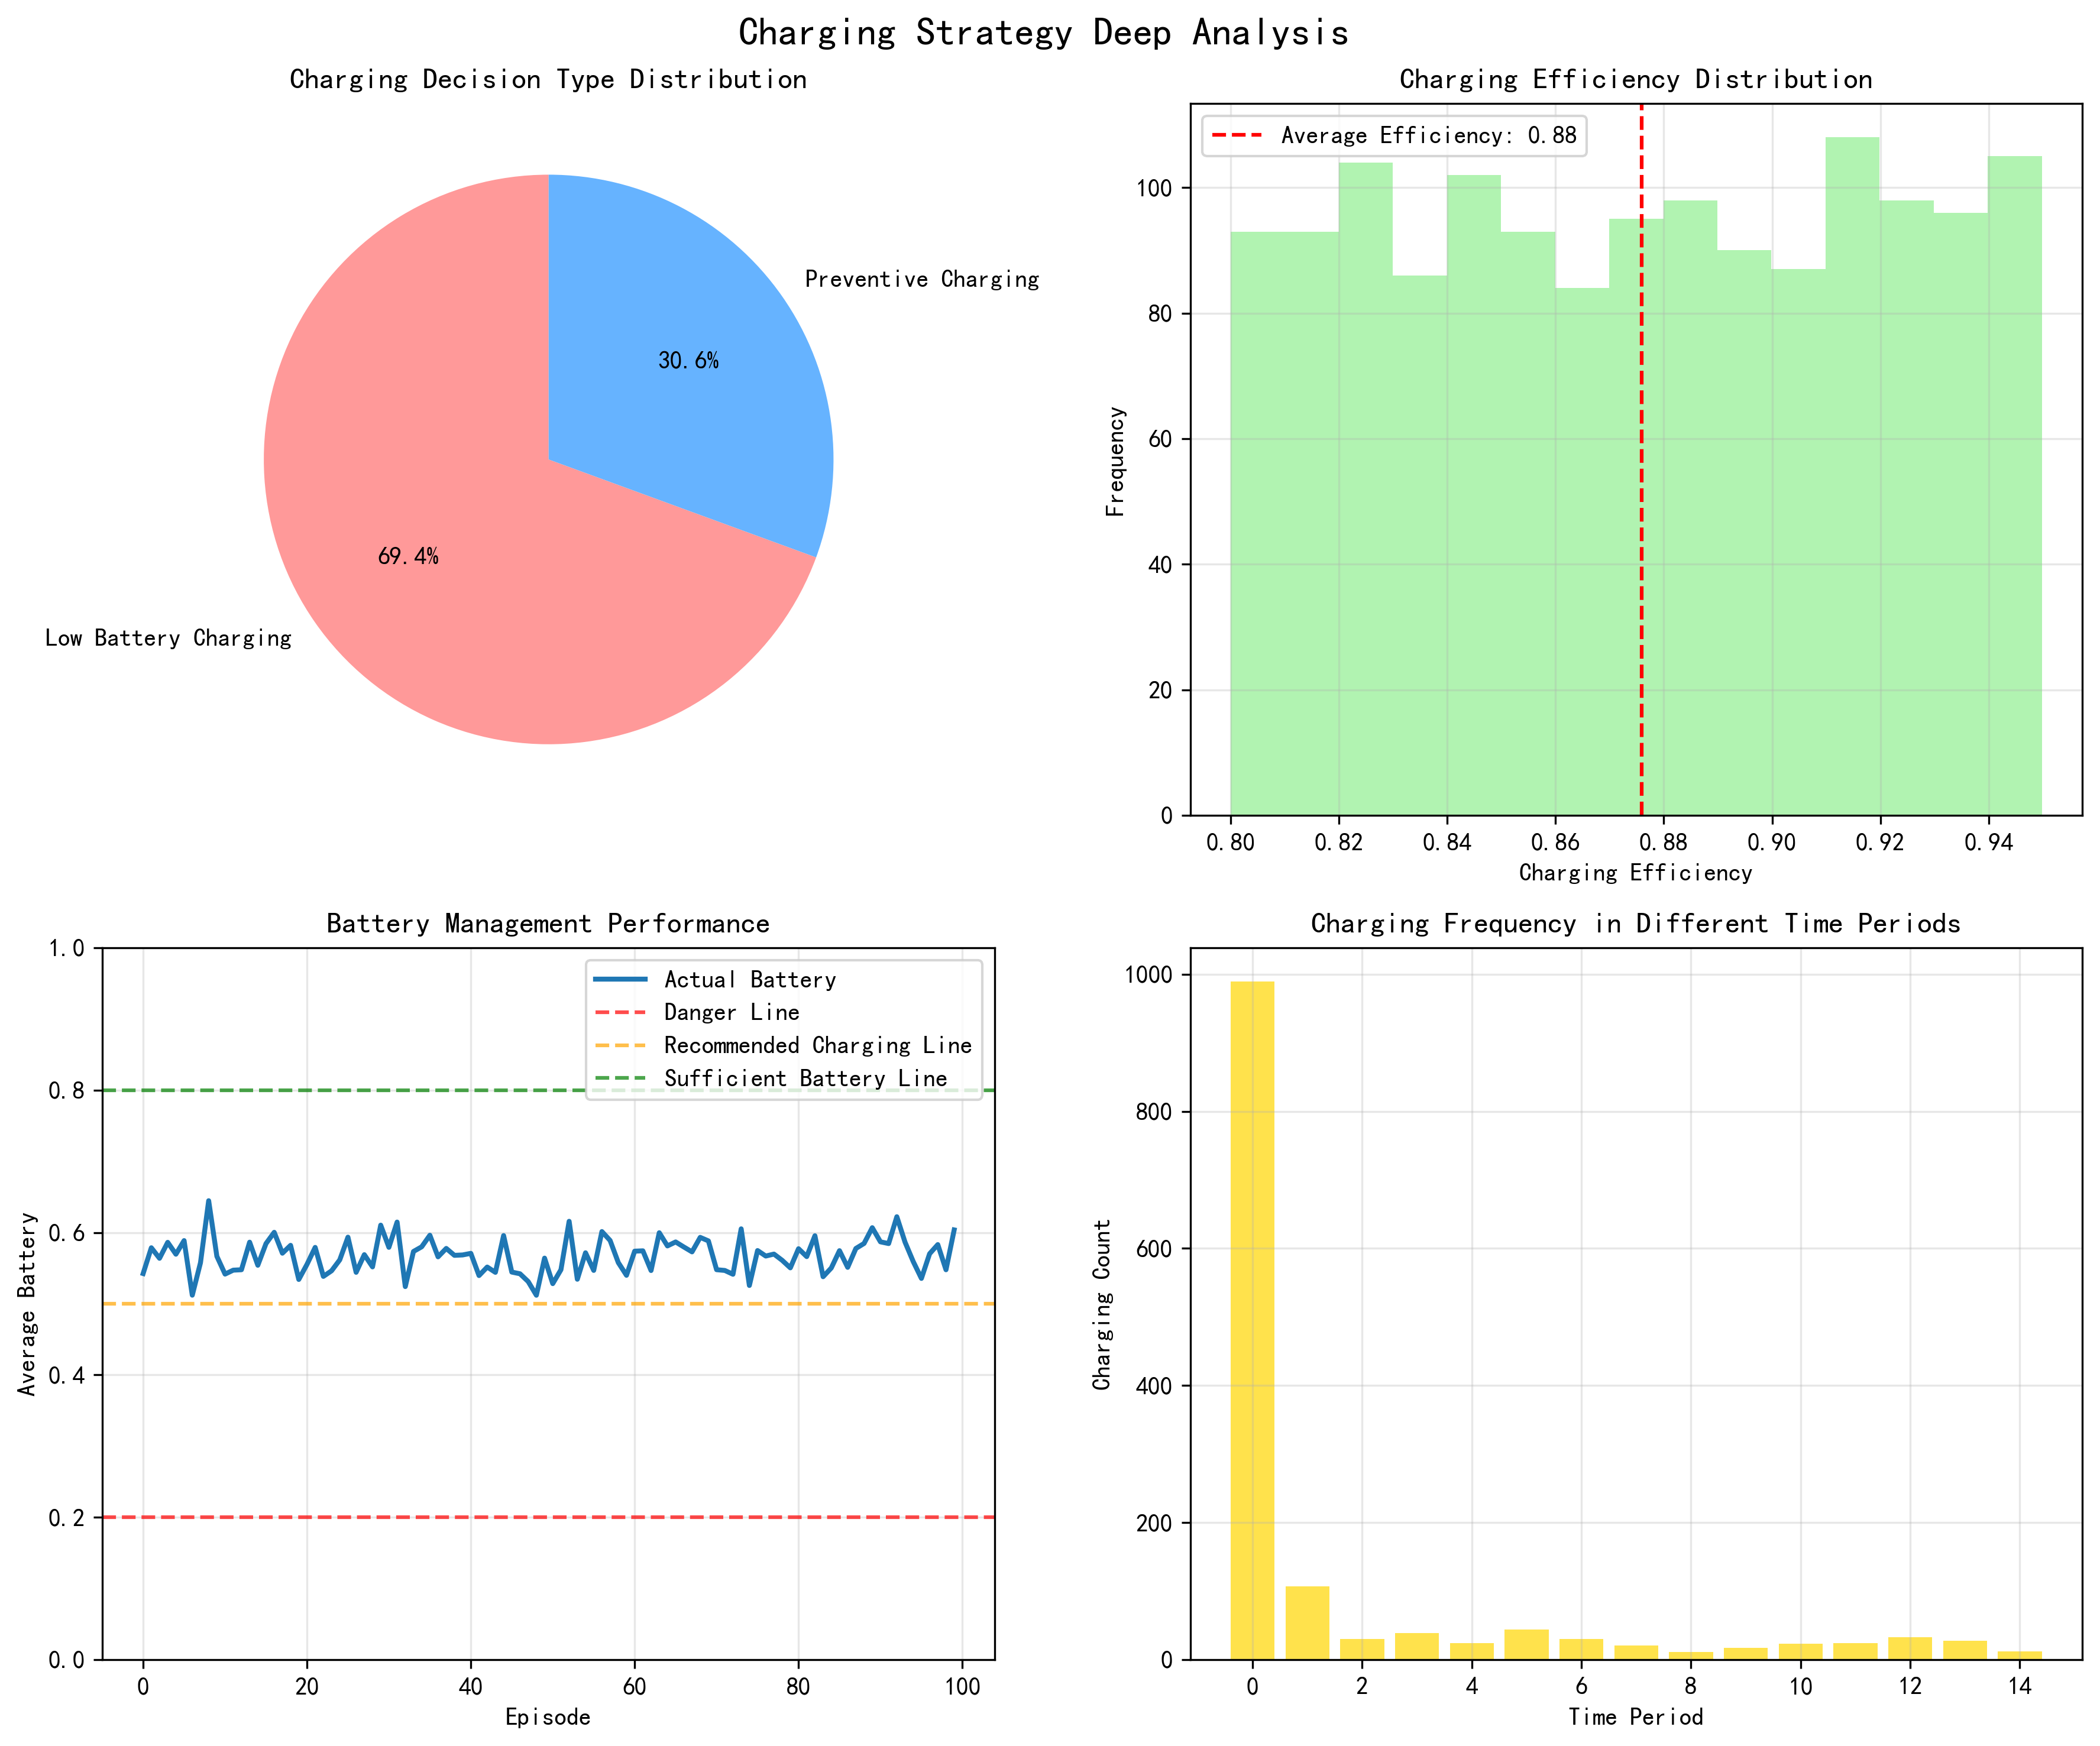 Charging Strategy Deep Analysis
Charging Decision Type Distribution
Preventive Charging
30.6%
69.4%
Low Battery Charging
Charging Efficiency Distribution
Average Efficiency: 0.88
Frequency
100
80
60
40
20
0
0.80 0.82 0.84 0.86 0.88 0.90 0.92 0.94
Charging Efficiency
Battery Management Performance
Actual Battery
Danger Line
Recommended Charging Line
Sufficient Battery Line
Average Battery
1.0
0.8
0.6
0.4
0.2
0.0
0 20 40 60 80 100
Episode
Charging Frequency in Different Time Periods
Charging Count
1000
800
600
400
200
0
0 2 4 6 8 10 12 14
Time Period